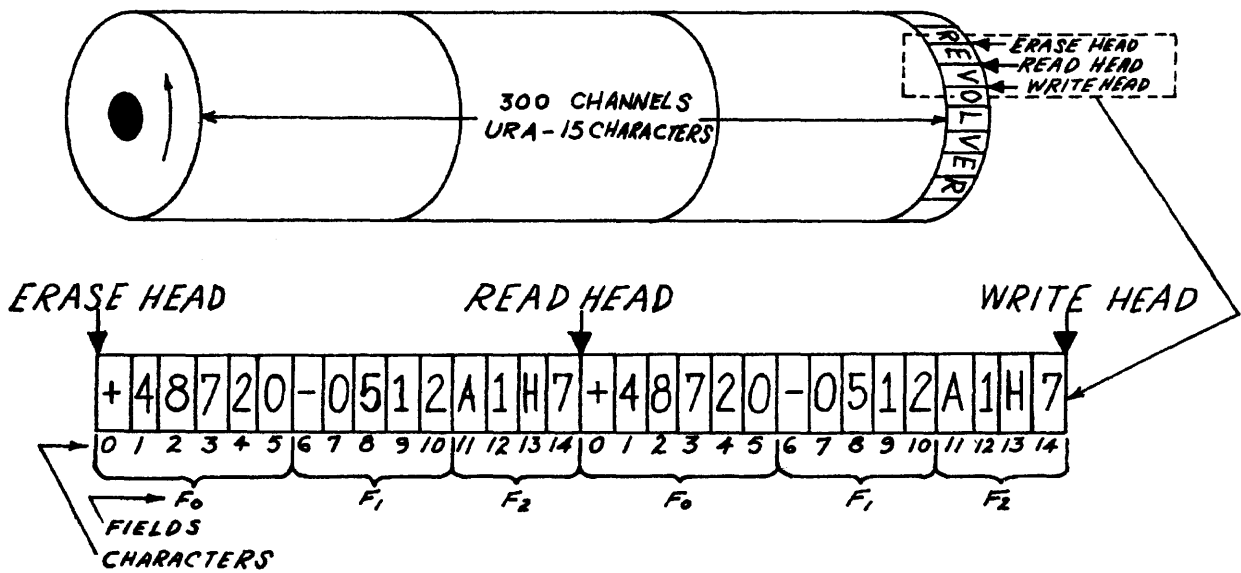 REVOLVER
ERASE HEAD
READ HEAD
WRITE HEAD
300 CHANNELS
URA-15 CHARACTERS
ERASE HEAD READ HEAD WRITE HEAD
+48720-0512A1H7+48720-0512A1H7
0 1 2 3 4 5 6 7 8 9 10 11 12 13 14 0 1 2 3 4 5 6 7 8 9 10 11 12 13 14
F0 F1 F2 F0 F1 F2
FIELDS
CHARACTERS